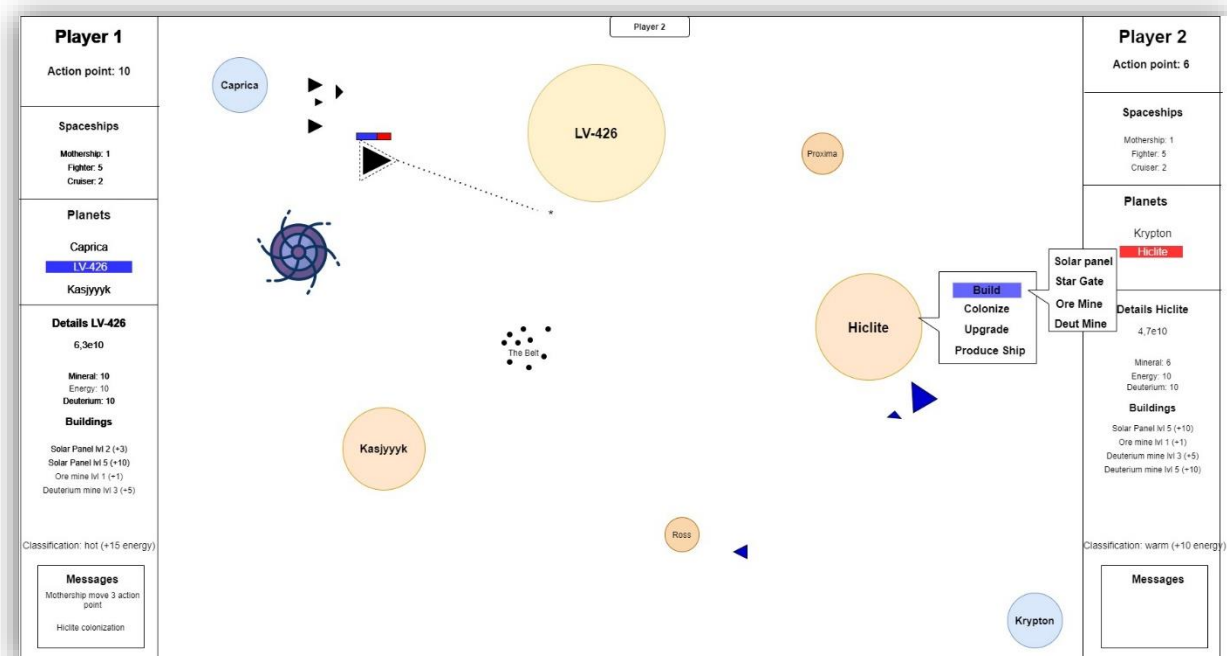 Player 2
Player 1
Action point: 10
Spaceships
Mothership: 1
Fighter: 5
Cruiser: 2
Planets
Caprica
LV-426
Kasjyyyk
Details LV-426
6,3e10
Mineral: 10
Energy: 10
Deuterium: 10
Buildings
Solar Panel lvl 2 (+3)
Solar Panel lvl 5 (+10)
Ore mine lvl 1 (+1)
Deuterium mine lvl 3 (+5)
Classification: hot (+15 energy)
Messages
Mothership move 3 action
point
Hiclite colonization
Caprica
LV-426
Proxima
*
The Belt
Hiclite
Build
Colonize
Upgrade
Produce Ship
Solar panel
Star Gate
Ore Mine
Deut Mine
Kasjyyyk
Ross
Krypton
Player 2
Action point: 6
Spaceships
Mothership: 1
Fighter: 5
Cruiser: 2
Planets
Krypton
Hiclite
Details Hiclite
4,7e10
Mineral: 6
Energy: 10
Deuterium: 10
Buildings
Solar Panel lvl 5 (+10)
Ore mine lvl 1 (+1)
Deuterium mine lvl 3 (+5)
Deuterium mine lvl 5 (+10)
Classification: warm (+10 energy)
Messages